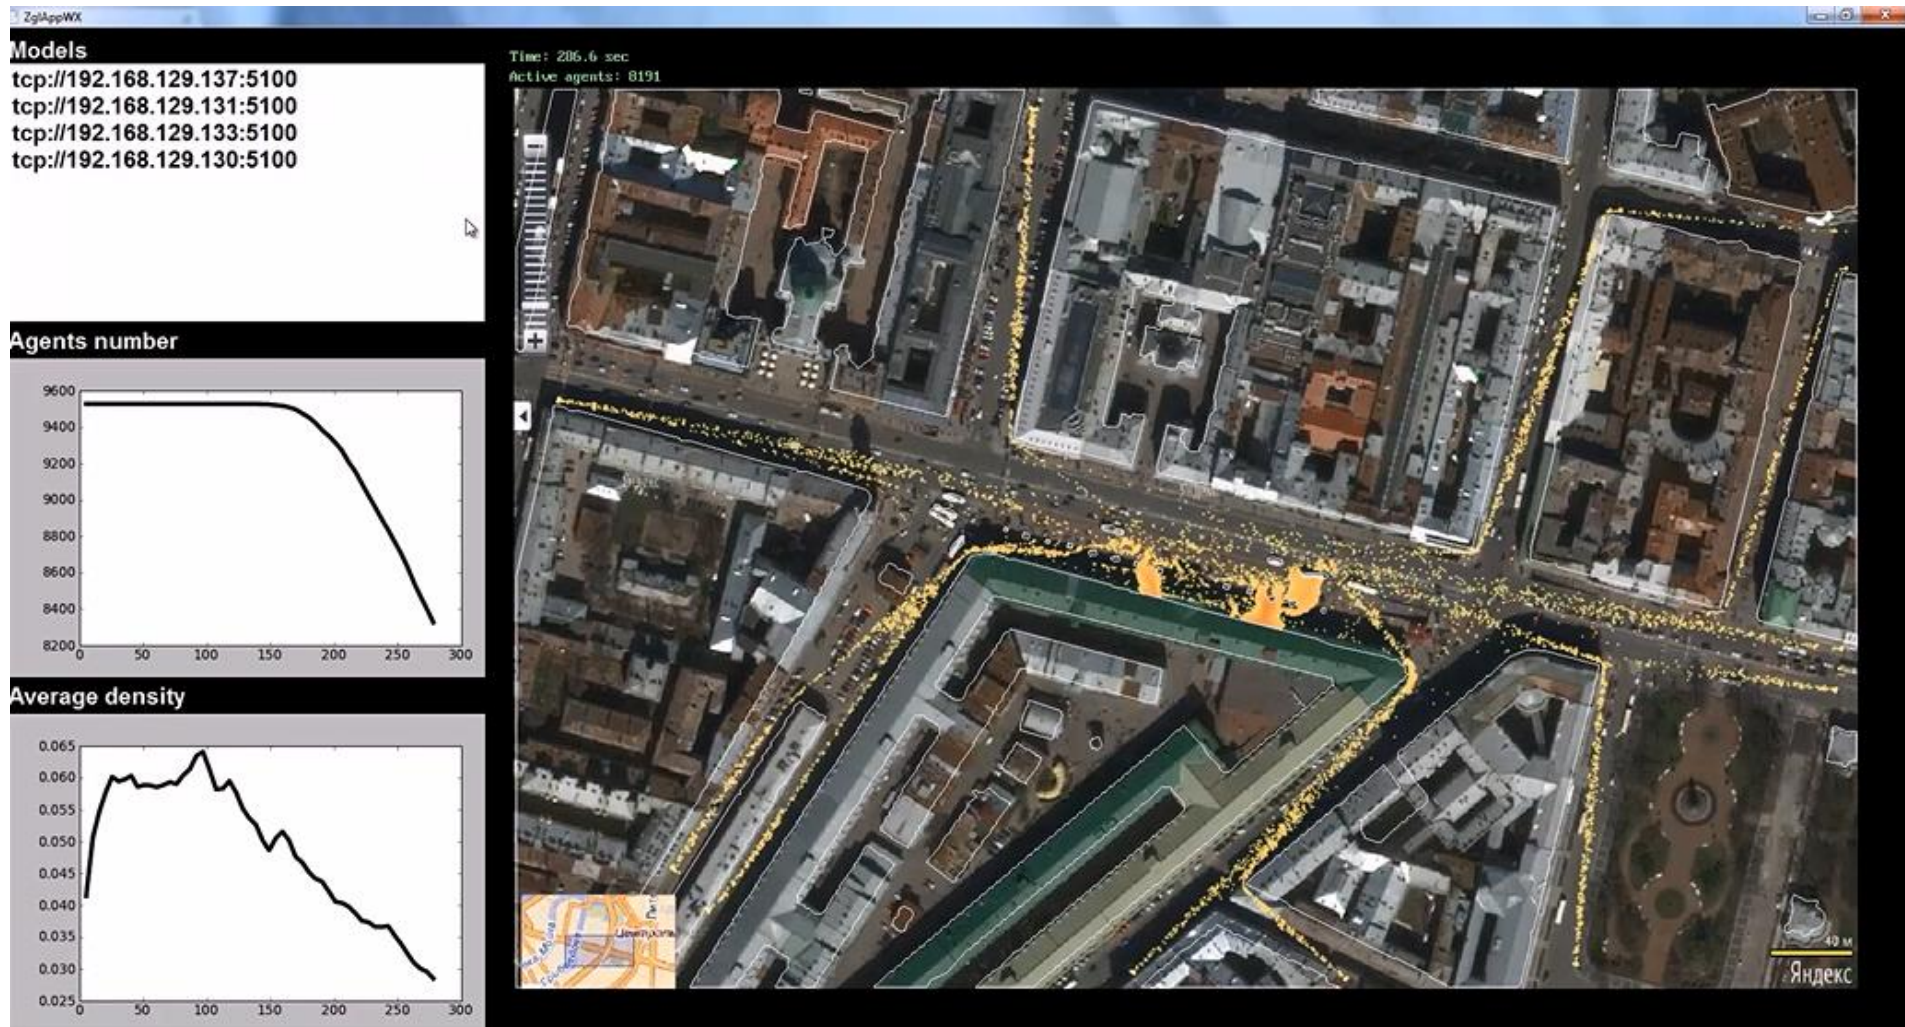 ZglAppWX
Models
tcp://192.168.129.137:5100
tcp://192.168.129.131:5100
tcp://192.168.129.133:5100
tcp://192.168.129.130:5100
Time: 286.6 sec
Active agents: 8191
Agents number
9600
9400
9200
9000
8800
8600
8400
8200
0 50 100 150 200 250 300
Average density
0.065
0.060
0.055
0.050
0.045
0.040
0.035
0.030
0.025
0 50 100 150 200 250 300
40 м
Яндекс